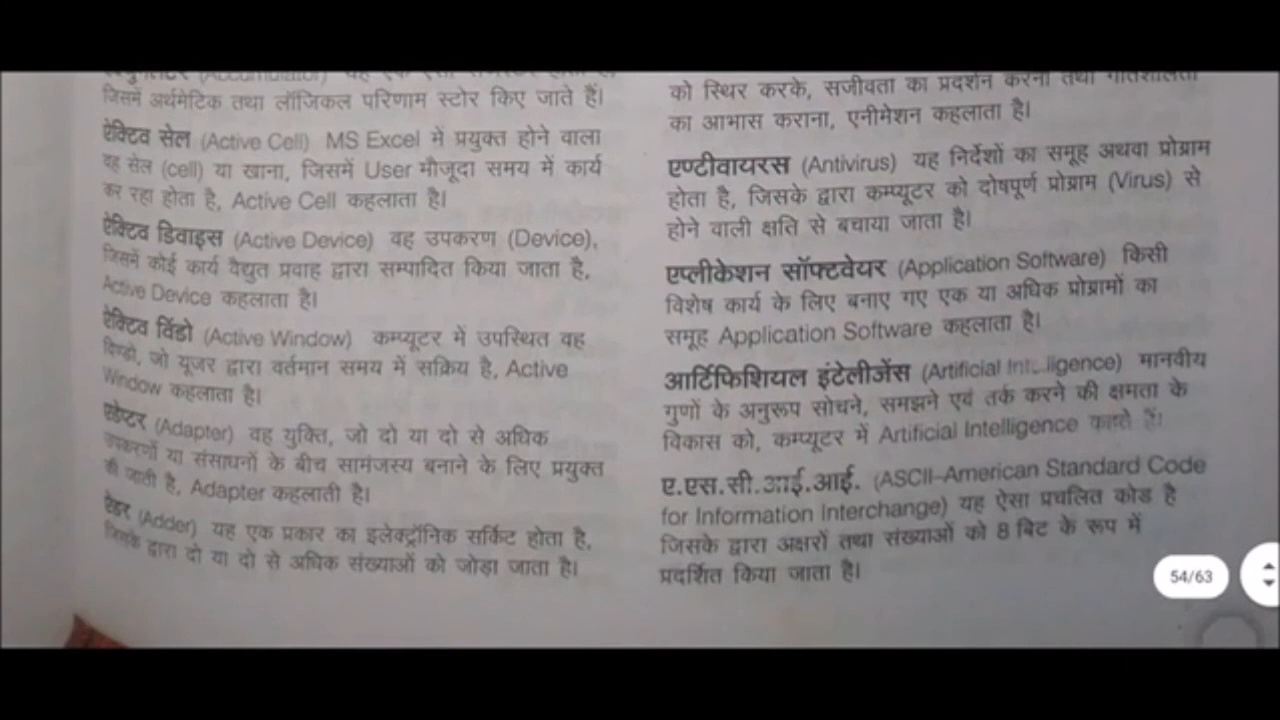 जिसमें अर्थमेटिक तथा लॉजिकल परिणाम स्टोर किए जाते हैं।
ऐक्टिव सेल (Active Cell) MS Excel में प्रयुक्त होने वाला
वह सेल (cell) या खाना, जिसमें User मौजूदा समय में कार्य
कर रहा होता है, Active Cell कहलाता है।
ऐक्टिव डिवाइस (Active Device) वह उपकरण (Device),
जिसमें कोई कार्य वैद्युत प्रवाह द्वारा सम्पादित किया जाता है,
Active Device कहलाता है।
ऐक्टिव विंडो (Active Window) कम्प्यूटर में उपस्थित वह
विण्डो, जो यूजर द्वारा वर्तमान समय में सक्रिय है, Active
Window कहलाता है।
एडेप्टर (Adapter) वह युक्ति, जो दो या दो से अधिक
उपकरणों या संसाधनों के बीच सामंजस्य बनाने के लिए प्रयुक्त
की जाती है, Adapter कहलाती है।
ऐडर (Adder) यह एक प्रकार का इलेक्ट्रॉनिक सर्किट होता है,
जिसके द्वारा दो या दो से अधिक संख्याओं को जोड़ा जाता है।
को स्थिर करके, सजीवता का प्रदर्शन करना तथा गतिशीलता
का आभास कराना, एनीमेशन कहलाता है।
एण्टीवायरस (Antivirus) यह निर्देशों का समूह अथवा प्रोग्राम
होता है, जिसके द्वारा कम्प्यूटर को दोषपूर्ण प्रोग्राम (Virus) से
होने वाली क्षति से बचाया जाता है।
एप्लीकेशन सॉफ्टवेयर (Application Software) किसी
विशेष कार्य के लिए बनाए गए एक या अधिक प्रोग्रामों का
समूह Application Software कहलाता है।
आर्टिफिशियल इंटेलीजेंस (Artificial Intelligence) मानवीय
गुणों के अनुरूप सोचने, समझने एवं तर्क करने की क्षमता के
विकास को, कम्प्यूटर में Artificial Intelligence कहते हैं।
ए.एस.सी.आई.आई. (ASCII–American Standard Code
for Information Interchange) यह ऐसा प्रचलित कोड है
जिसके द्वारा अक्षरों तथा संख्याओं को 8 बिट के रूप में
प्रदर्शित किया जाता है।
54/63